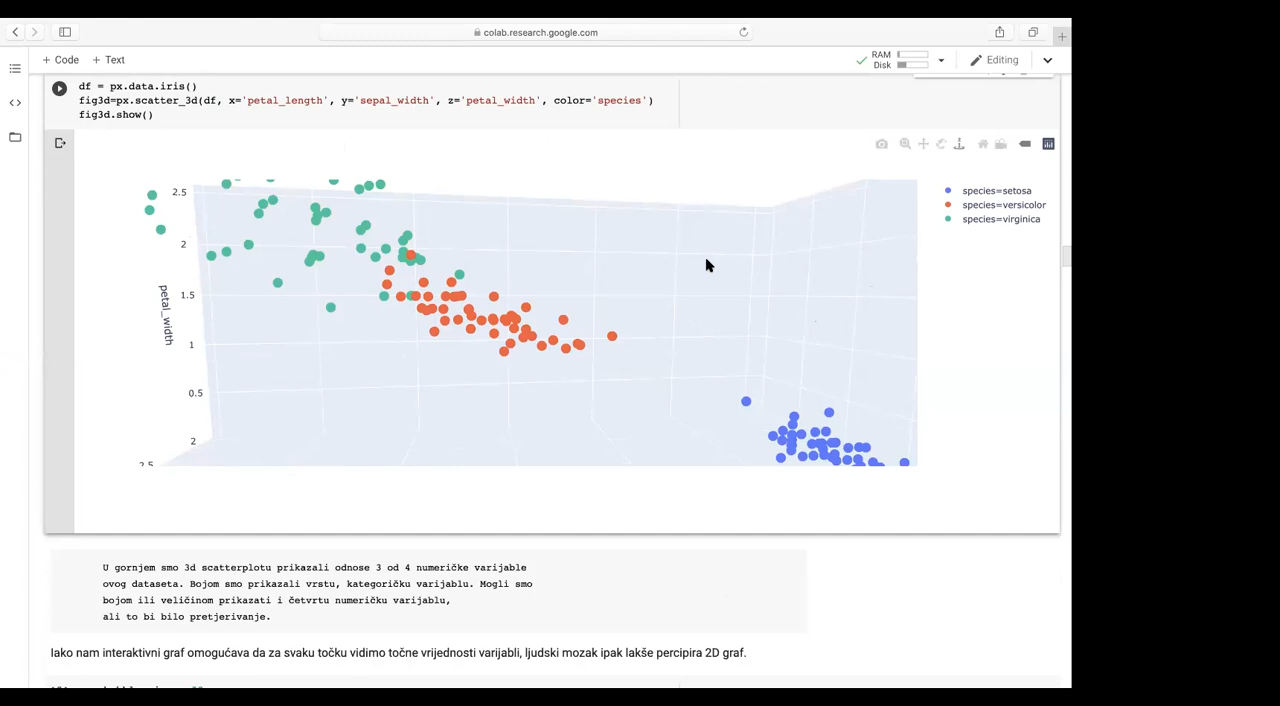 colab.research.google.com
+ Code + Text
RAM
Disk
Editing
df = px.data.iris()
fig3d=px.scatter_3d(df, x='petal_length', y='sepal_width', z='petal_width', color='species')
fig3d.show()
species=setosa
species=versicolor
species=virginica
petal_width
2.5
2
1.5
1
0.5
2
2.5
U gornjem smo 3d scatterplotu prikazali odnose 3 od 4 numeričke varijable
ovog dataseta. Bojom smo prikazali vrstu, kategoričku varijablu. Mogli smo
bojom ili veličinom prikazati i četvrtu numeričku varijablu,
ali to bi bilo pretjerivanje.
Iako nam interaktivni graf omogućava da za svaku točku vidimo točne vrijednosti varijabli, ljudski mozak ipak lakše percipira 2D graf.